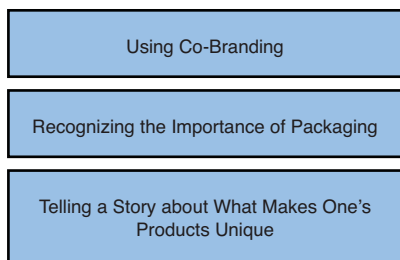 Using Co-Branding
Recognizing the Importance of Packaging
Telling a Story about What Makes One’s
Products Unique